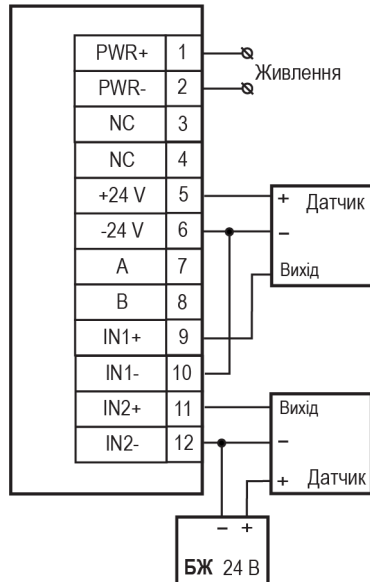 PWR+ 1
PWR- 2
Живлення
NC 3
NC 4
+24 V 5
-24 V 6
A 7
B 8
IN1+ 9
IN1- 10
IN2+ 11
IN2- 12
+ Датчик
–
Вихід
Вихід
–
+ Датчик
– +
БЖ 24 В